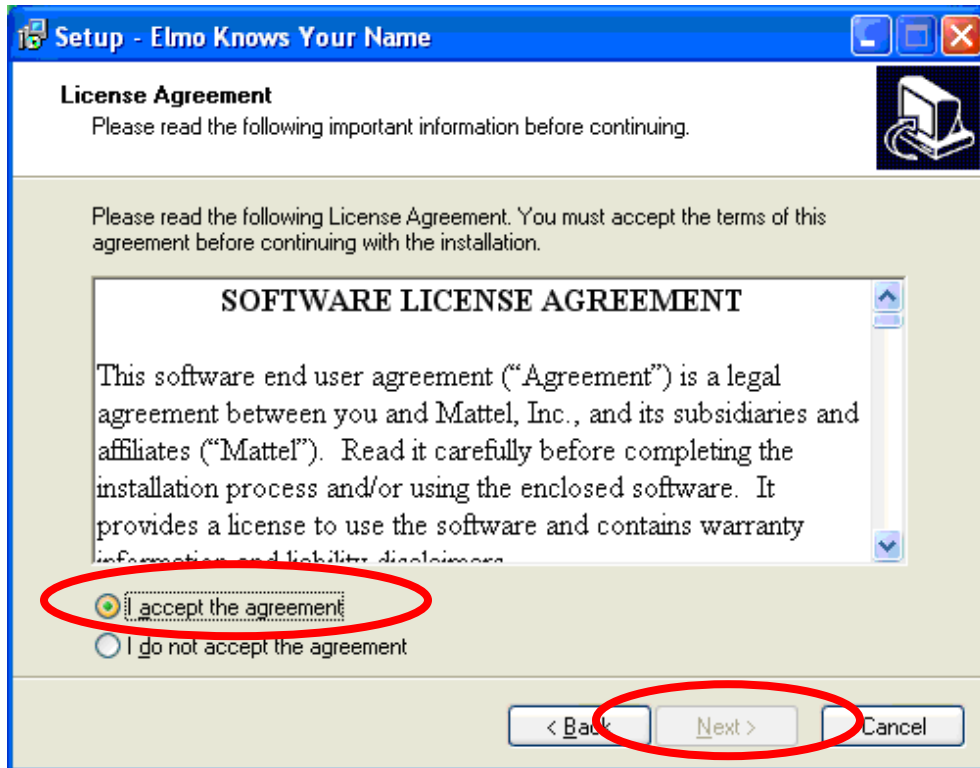 Setup - Elmo Knows Your Name
License Agreement
Please read the following important information before continuing.
Please read the following License Agreement. You must accept the terms of this
agreement before continuing with the installation.
SOFTWARE LICENSE AGREEMENT
This software end user agreement (“Agreement”) is a legal
agreement between you and Mattel, Inc., and its subsidiaries and
affiliates (“Mattel”).  Read it carefully before completing the
installation process and/or using the enclosed software.  It
provides a license to use the software and contains warranty
information and liability disclaimers
I accept the agreement
I do not accept the agreement
< Back
Next >
Cancel